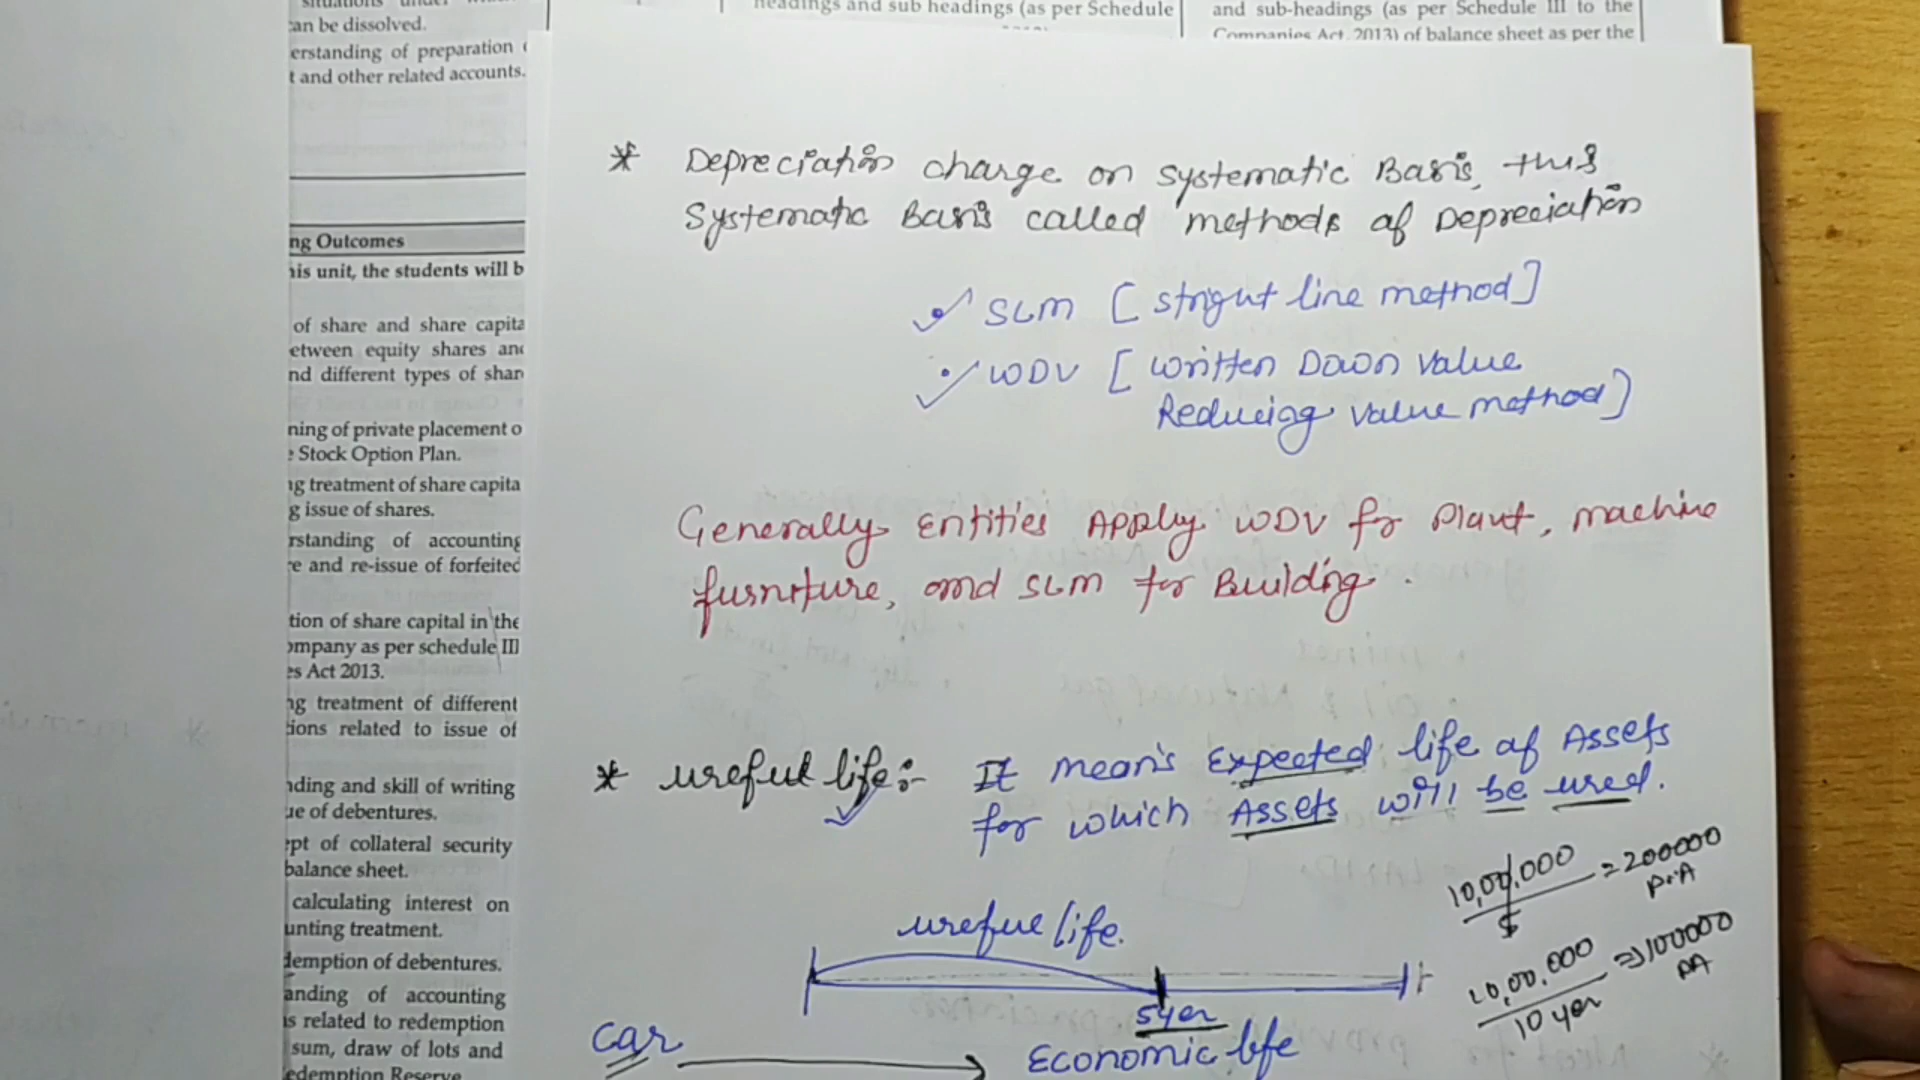 can be dissolved.
erstanding of preparation
t and other related accounts.
headings and sub headings (as per Schedule
and sub-headings (as per Schedule III to the
Companies Act, 2013) of balance sheet as per the
ng Outcomes
his unit, the students will b
of share and share capita
etween equity shares and
nd different types of shar
ning of private placement o
e Stock Option Plan.
ng treatment of share capita
g issue of shares.
rstanding of accounting
re and re-issue of forfeited
tion of share capital in the
ompany as per schedule III
es Act 2013.
ng treatment of different
tions related to issue of
nding and skill of writing
ue of debentures.
ept of collateral security
balance sheet.
calculating interest on
unting treatment.
demption of debentures.
anding of accounting
s related to redemption
sum, draw of lots and
edemption Reserve
* Depreciation charge on systematic Basis, this
Systematic Basis called methods of Depreciation
SLM [ stright line method]
WDV [ written Down value
Reducing value method]
Generally Entities Apply WDV for Plant, machine
furniture, and SLM for Building.
* useful life:- It mean's Expected life of Assets
for which Assets will be used.
10,00,000 = 200000
5 P.A
10,00,000 => 100000
10 year PA
useful life.
5 year
Car
Economic life